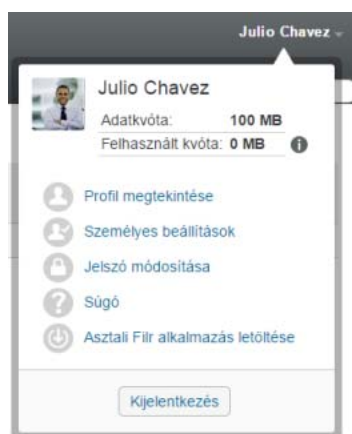 Julio Chavez
Julio Chavez
Adatkvóta: 100 MB
Felhasznált kvóta: 0 MB
Profil megtekintése
Személyes beállítások
Jelszó módosítása
Súgó
Asztali Filr alkalmazás letöltése
Kijelentkezés